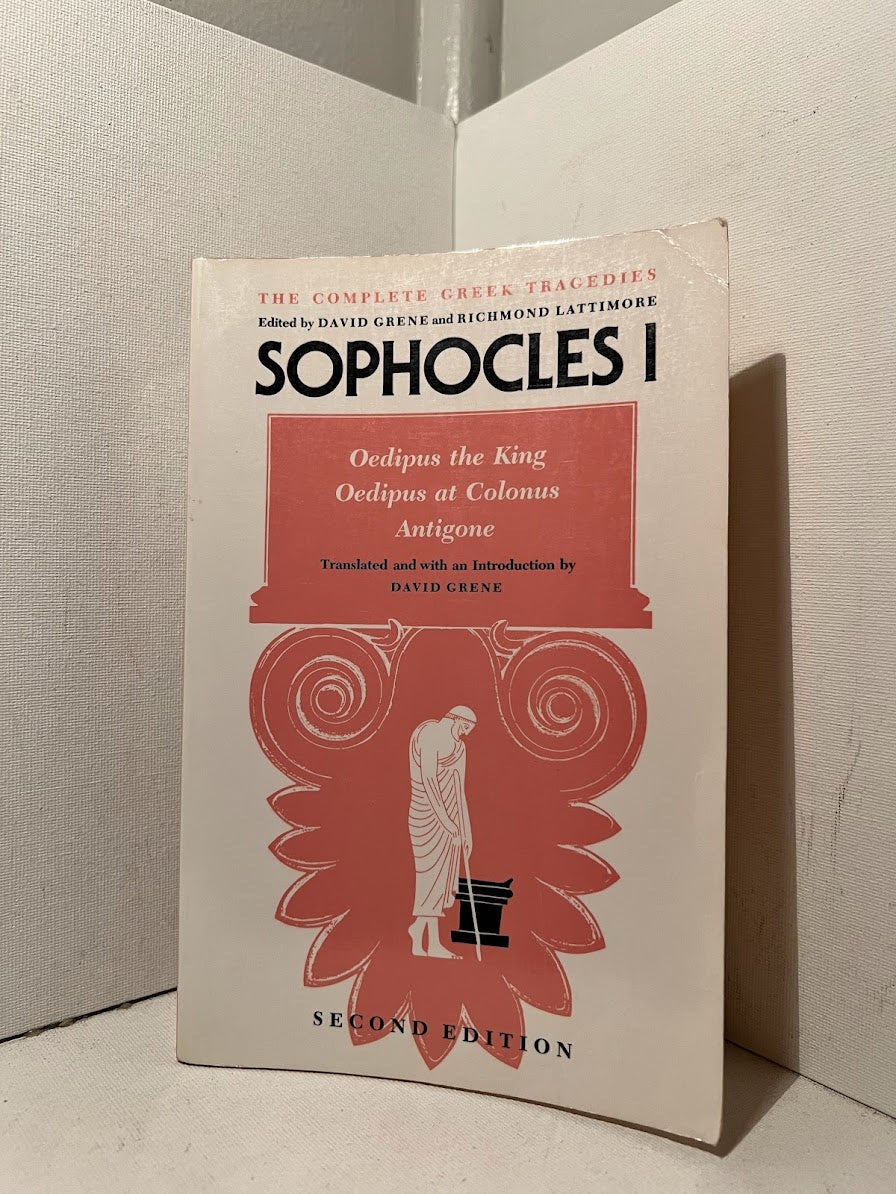 THE COMPLETE GREEK TRAGEDIES
Edited by DAVID GRENE and RICHMOND LATTIMORE
SOPHOCLES I
Oedipus the King
Oedipus at Colonus
Antigone
Translated and with an Introduction by
DAVID GRENE
SECOND EDITION